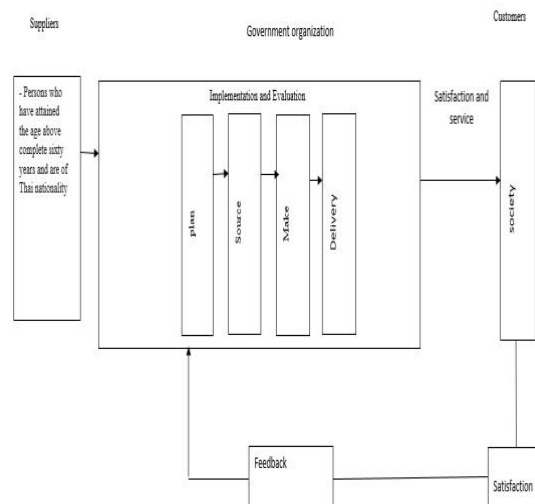 Suppliers
Government organization
Customers
- Persons who
have attained
the age above
complete sixty
years and are of
Thai nationality
Implementation and Evaluation
plan
Source
Make
Delivery
Satisfaction and
service
society
Feedback
Satisfaction